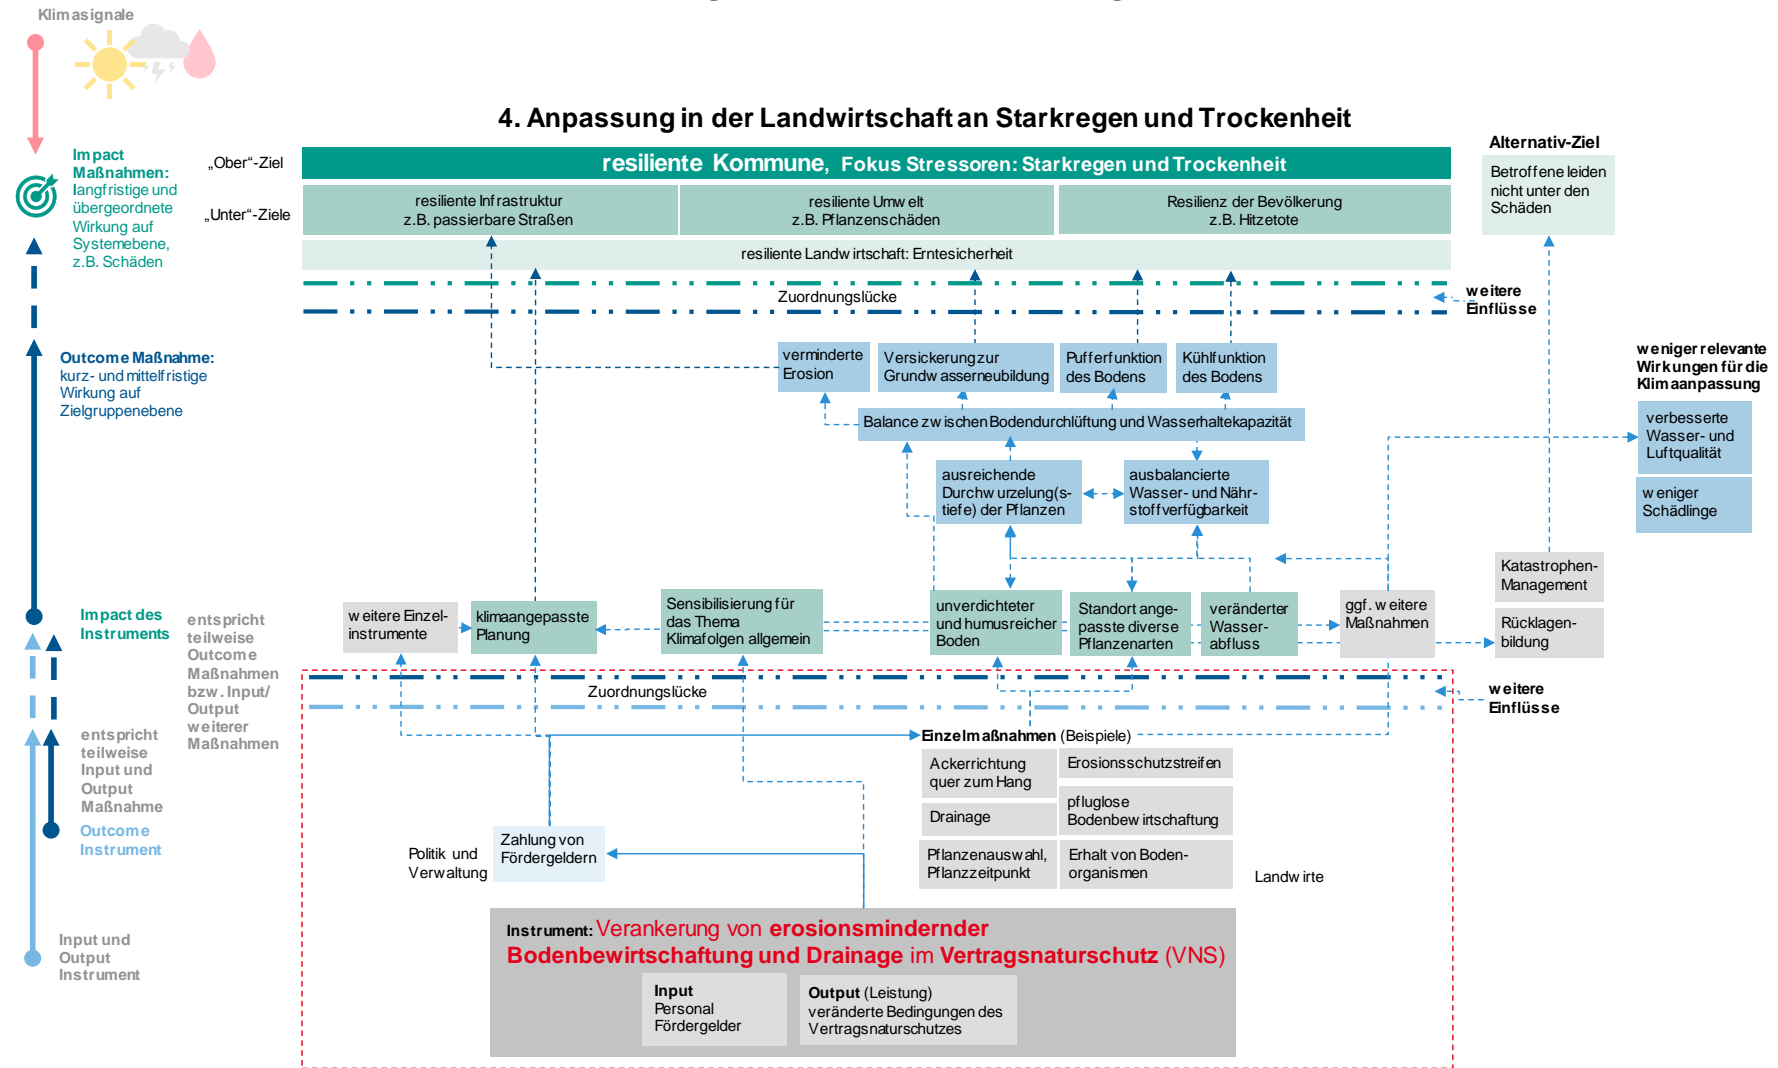 Klimasignale
4. Anpassung in der Landwirtschaft an Starkregen und Trockenheit
Impact
Maßnahmen:
langfristige und
übergeordnete
Wirkung auf
Systemebene,
z.B. Schäden
„Ober“-Ziel
resiliente Kommune, Fokus Stressoren: Starkregen und Trockenheit
„Unter“-Ziele
resiliente Infrastruktur
z.B. passierbare Straßen
resiliente Umwelt
z.B. Pflanzenschäden
Resilienz der Bevölkerung
z.B. Hitzetote
resiliente Landwirtschaft: Erntesicherheit
Alternativ-Ziel
Betroffene leiden
nicht unter den
Schäden
Zuordnungslücke
weitere
Einflüsse
Outcome Maßnahme:
kurz- und mittelfristige
Wirkung auf
Zielgruppenebene
verminderte
Erosion
Versickerung zur
Grundwasserneubildung
Pufferfunktion
des Bodens
Kühlfunktion
des Bodens
weniger relevante
Wirkungen für die
Klimaanpassung
verbesserte
Wasser- und
Luftqualität
weniger
Schädlinge
Balance zwischen Bodendurchlüftung und Wasserhaltekapazität
ausreichende
Durchwurzelung(s-
tiefe) der Pflanzen
ausbalancierte
Wasser- und Nähr-
stoffverfügbarkeit
Katastrophen-
Management
Rücklagen-
bildung
Impact des
Instruments
entspricht
teilweise
Outcome
Maßnahmen
bzw. Input/
Output
weiterer
Maßnahmen
weitere Einzel-
instrumente
klimaangepasste
Planung
Sensibilisierung für
das Thema
Klimafolgen allgemein
unverdichteter
und humusreicher
Boden
Standort ange-
passte diverse
Pflanzenarten
veränderter
Wasser-
abfluss
ggf. weitere
Maßnahmen
Zuordnungslücke
weitere
Einflüsse
entspricht
teilweise
Input und
Output
Maßnahme
Outcome
Instrument
Einzelmaßnahmen (Beispiele)
Ackerrichtung
quer zum Hang
Erosionsschutzstreifen
Drainage
pfluglose
Bodenbewirtschaftung
Pflanzenauswahl,
Pflanzzeitpunkt
Erhalt von Boden-
organismen
Landwirte
Politik und
Verwaltung
Zahlung von
Fördergeldern
Input und
Output
Instrument
Instrument: Verankerung von erosionsmindernder
Bodenbewirtschaftung und Drainage im Vertragsnaturschutz (VNS)
Input
Personal
Fördergelder
Output (Leistung)
veränderte Bedingungen des
Vertragsnaturschutzes